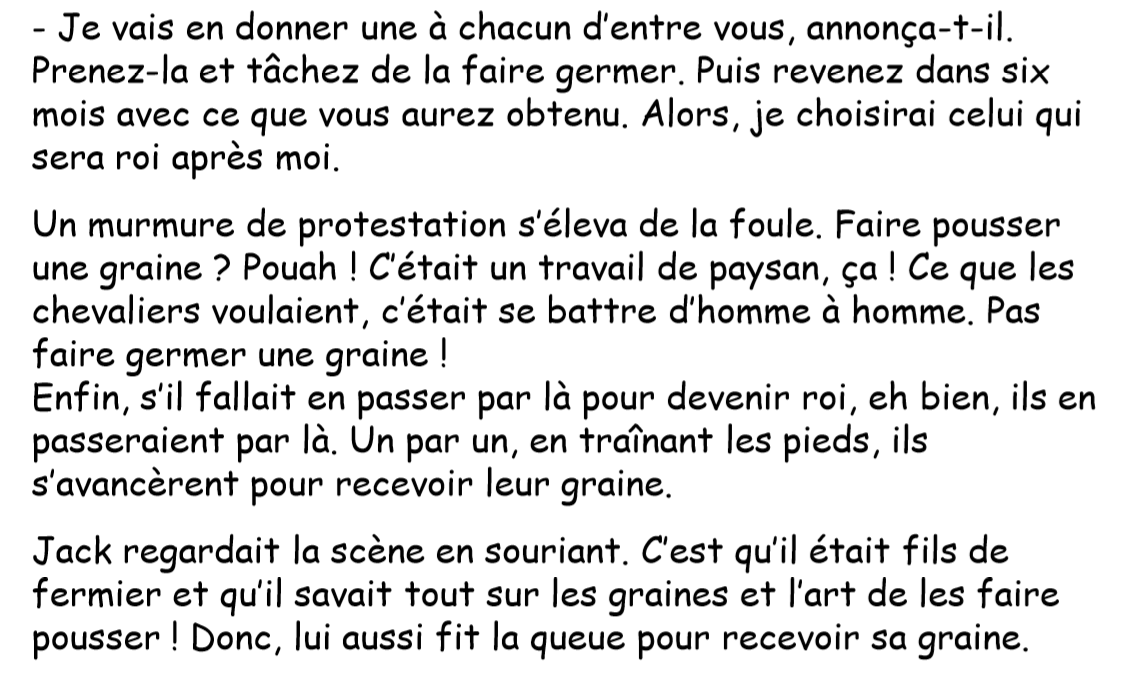 - Je vais en donner une à chacun d'entre vous, annonça-t-il.
Prenez-la et tâchez de la faire germer. Puis revenez dans six
mois avec ce que vous aurez obtenu. Alors, je choisirai celui qui
sera roi après moi.
Un murmure de protestation s'éleva de la foule. Faire pousser
une graine ? Pouah ! C'était un travail de paysan, ça ! Ce que les
chevaliers voulaient, c'était se battre d'homme à homme. Pas
faire germer une graine !
Enfin, s'il fallait en passer par là pour devenir roi, eh bien, ils en
passeraient par là. Un par un, en traînant les pieds, ils
s'avancèrent pour recevoir leur graine.
Jack regardait la scène en souriant. C'est qu'il était fils de
fermier et qu'il savait tout sur les graines et l'art de les faire
pousser ! Donc, lui aussi fit la queue pour recevoir sa graine.